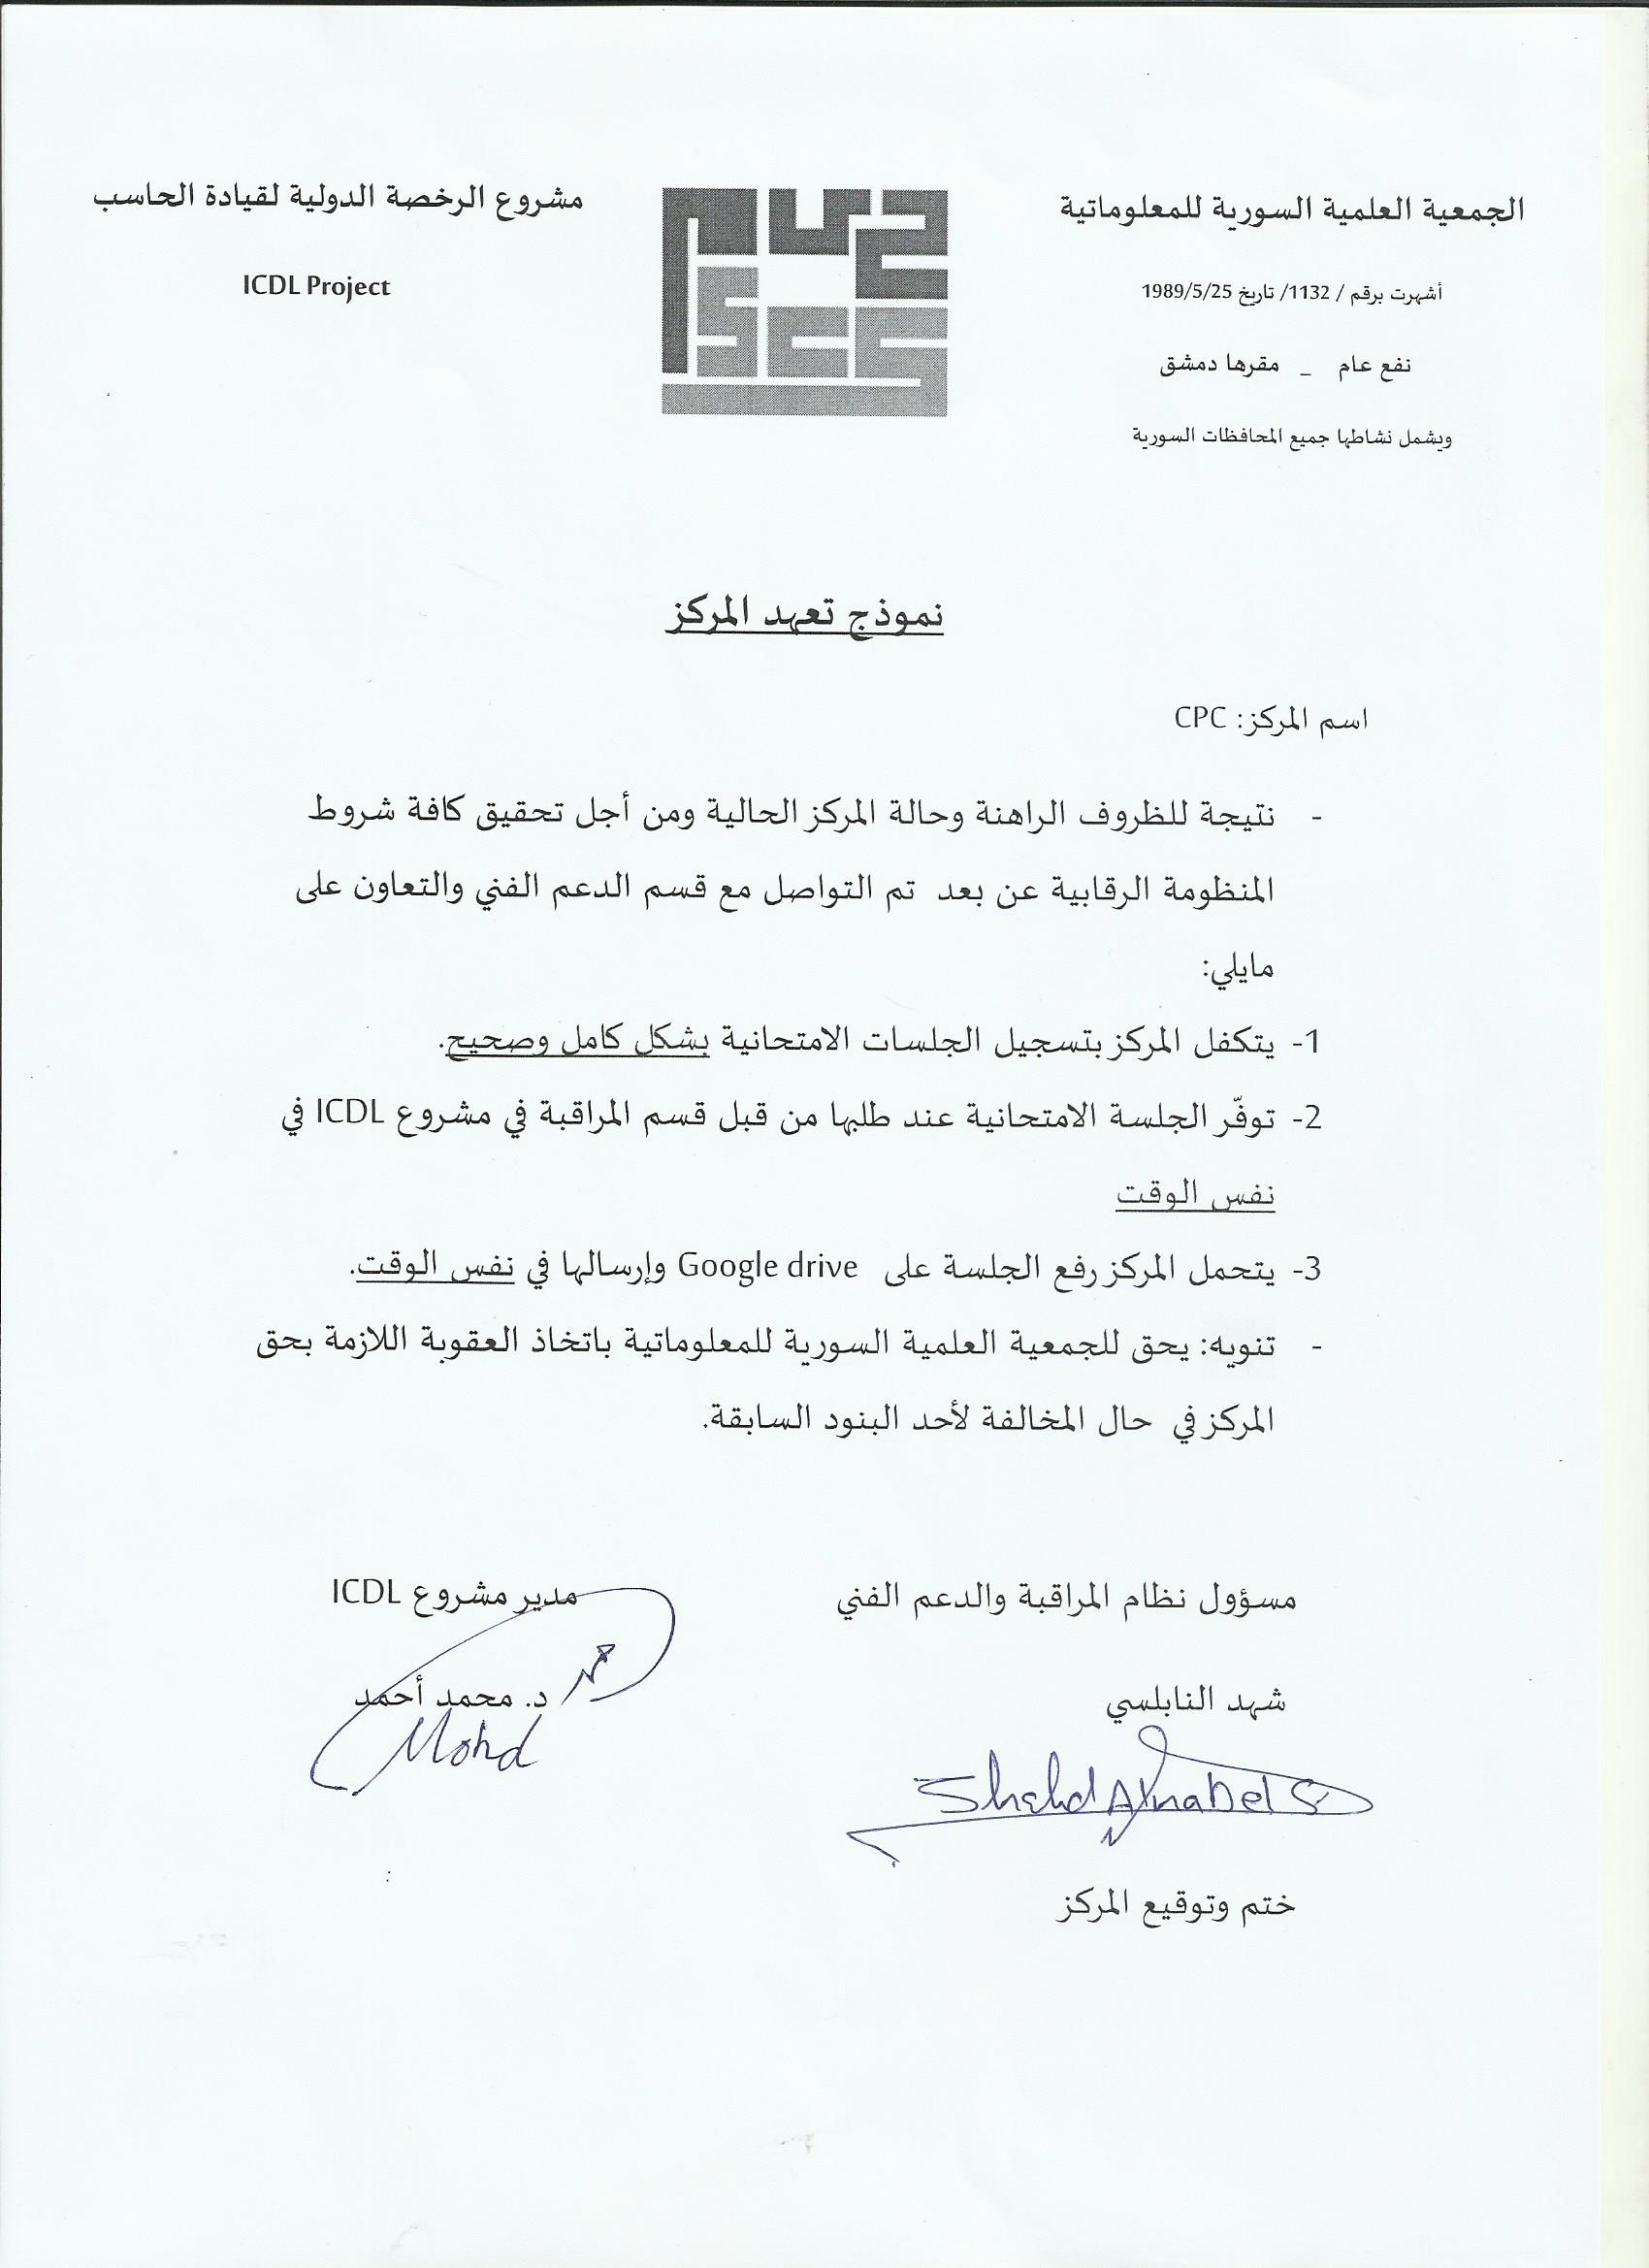 الجمعية العلمية السورية للمعلوماتية
أشهرت برقم / 1132/ تاريخ 1989/5/25
نفع عام _ مقرها دمشق
ويشمل نشاطها جميع المحافظات السورية
مشروع الرخصة الدولية لقيادة الحاسب
ICDL Project
SCS
نموذج تعهد المركز
اسم المركز: CPC
- نتيجة للظروف الراهنة وحالة المركز الحالية ومن أجل تحقيق كافة شروط
المنظومة الرقابية عن بعد تم التواصل مع قسم الدعم الفني والتعاون على
مايلي:
1- يتكفل المركز بتسجيل الجلسات الامتحانية بشكل كامل وصحيح.
2- توفّر الجلسة الامتحانية عند طلبها من قبل قسم المراقبة في مشروع ICDL في
نفس الوقت
3- يتحمل المركز رفع الجلسة على Google drive وإرسالها في نفس الوقت.
- تنويه: يحق للجمعية العلمية السورية للمعلوماتية باتخاذ العقوبة اللازمة بحق
المركز في حال المخالفة لأحد البنود السابقة.
مسؤول نظام المراقبة والدعم الفني
شهد النابلسي
Shahd Alnabelsi
مدير مشروع ICDL
د. محمد أحمد
Mohd
ختم وتوقيع المركز